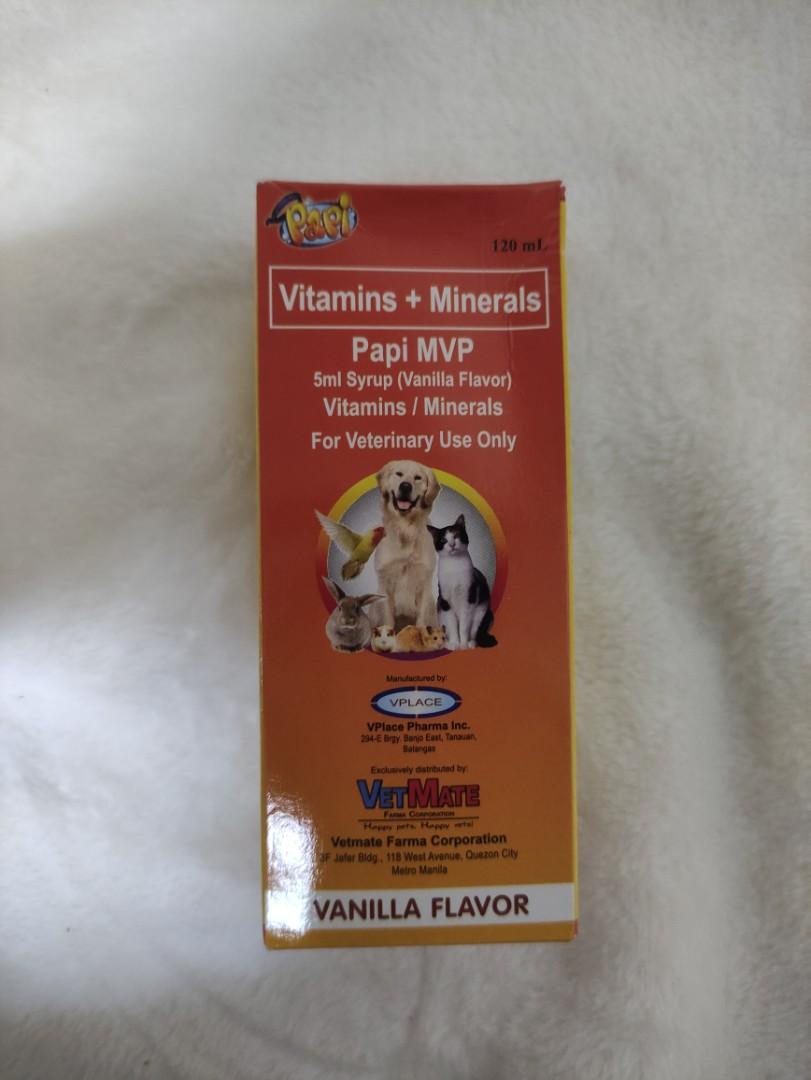 Papi
120 mL
Vitamins + Minerals
Papi MVP
5ml Syrup (Vanilla Flavor)
Vitamins / Minerals
For Veterinary Use Only
Manufactured by:
VPLACE
VPlace Pharma Inc.
294-E Brgy. Banjo East, Tanauan,
Batangas
Exclusively distributed by:
VETMATE
FARMA CORPORATION
Happy pets, Happy vets!
Vetmate Farma Corporation
3F Jafer Bldg., 118 West Avenue, Quezon City
Metro Manila
VANILLA FLAVOR